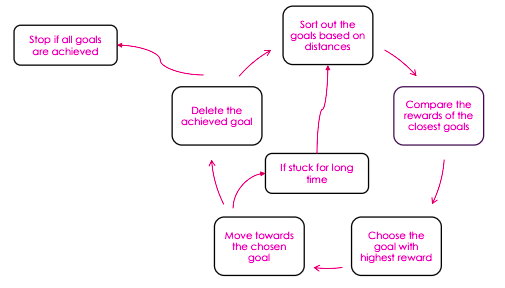 Sort out the
goals based on
distances
Stop if all goals
are achieved
Delete the
achieved goal
Compare the
rewards of the
closest goals
If stuck for long
time
Move towards
the chosen
goal
Choose the
goal with
highest reward